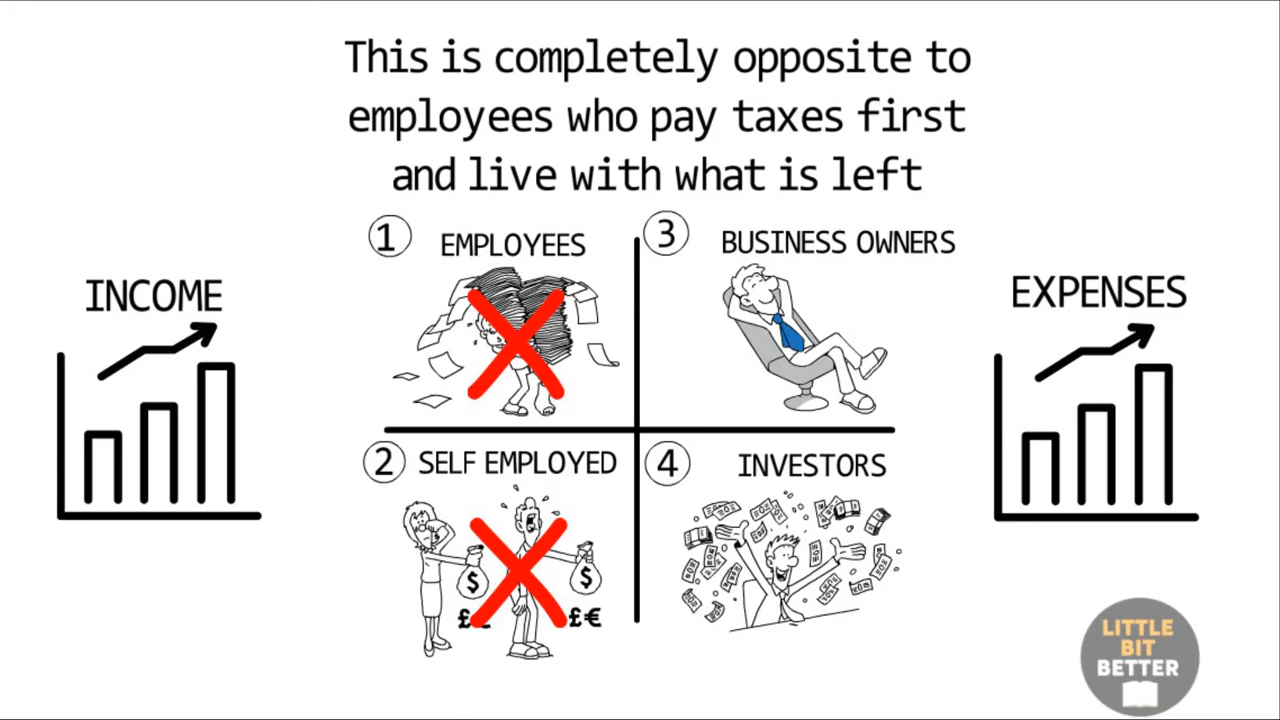 This is completely opposite to
employees who pay taxes first
and live with what is left
1 EMPLOYEES
3 BUSINESS OWNERS
INCOME
EXPENSES
2 SELF EMPLOYED
4 INVESTORS
$ $
£€ £€
LITTLE
BIT
BETTER